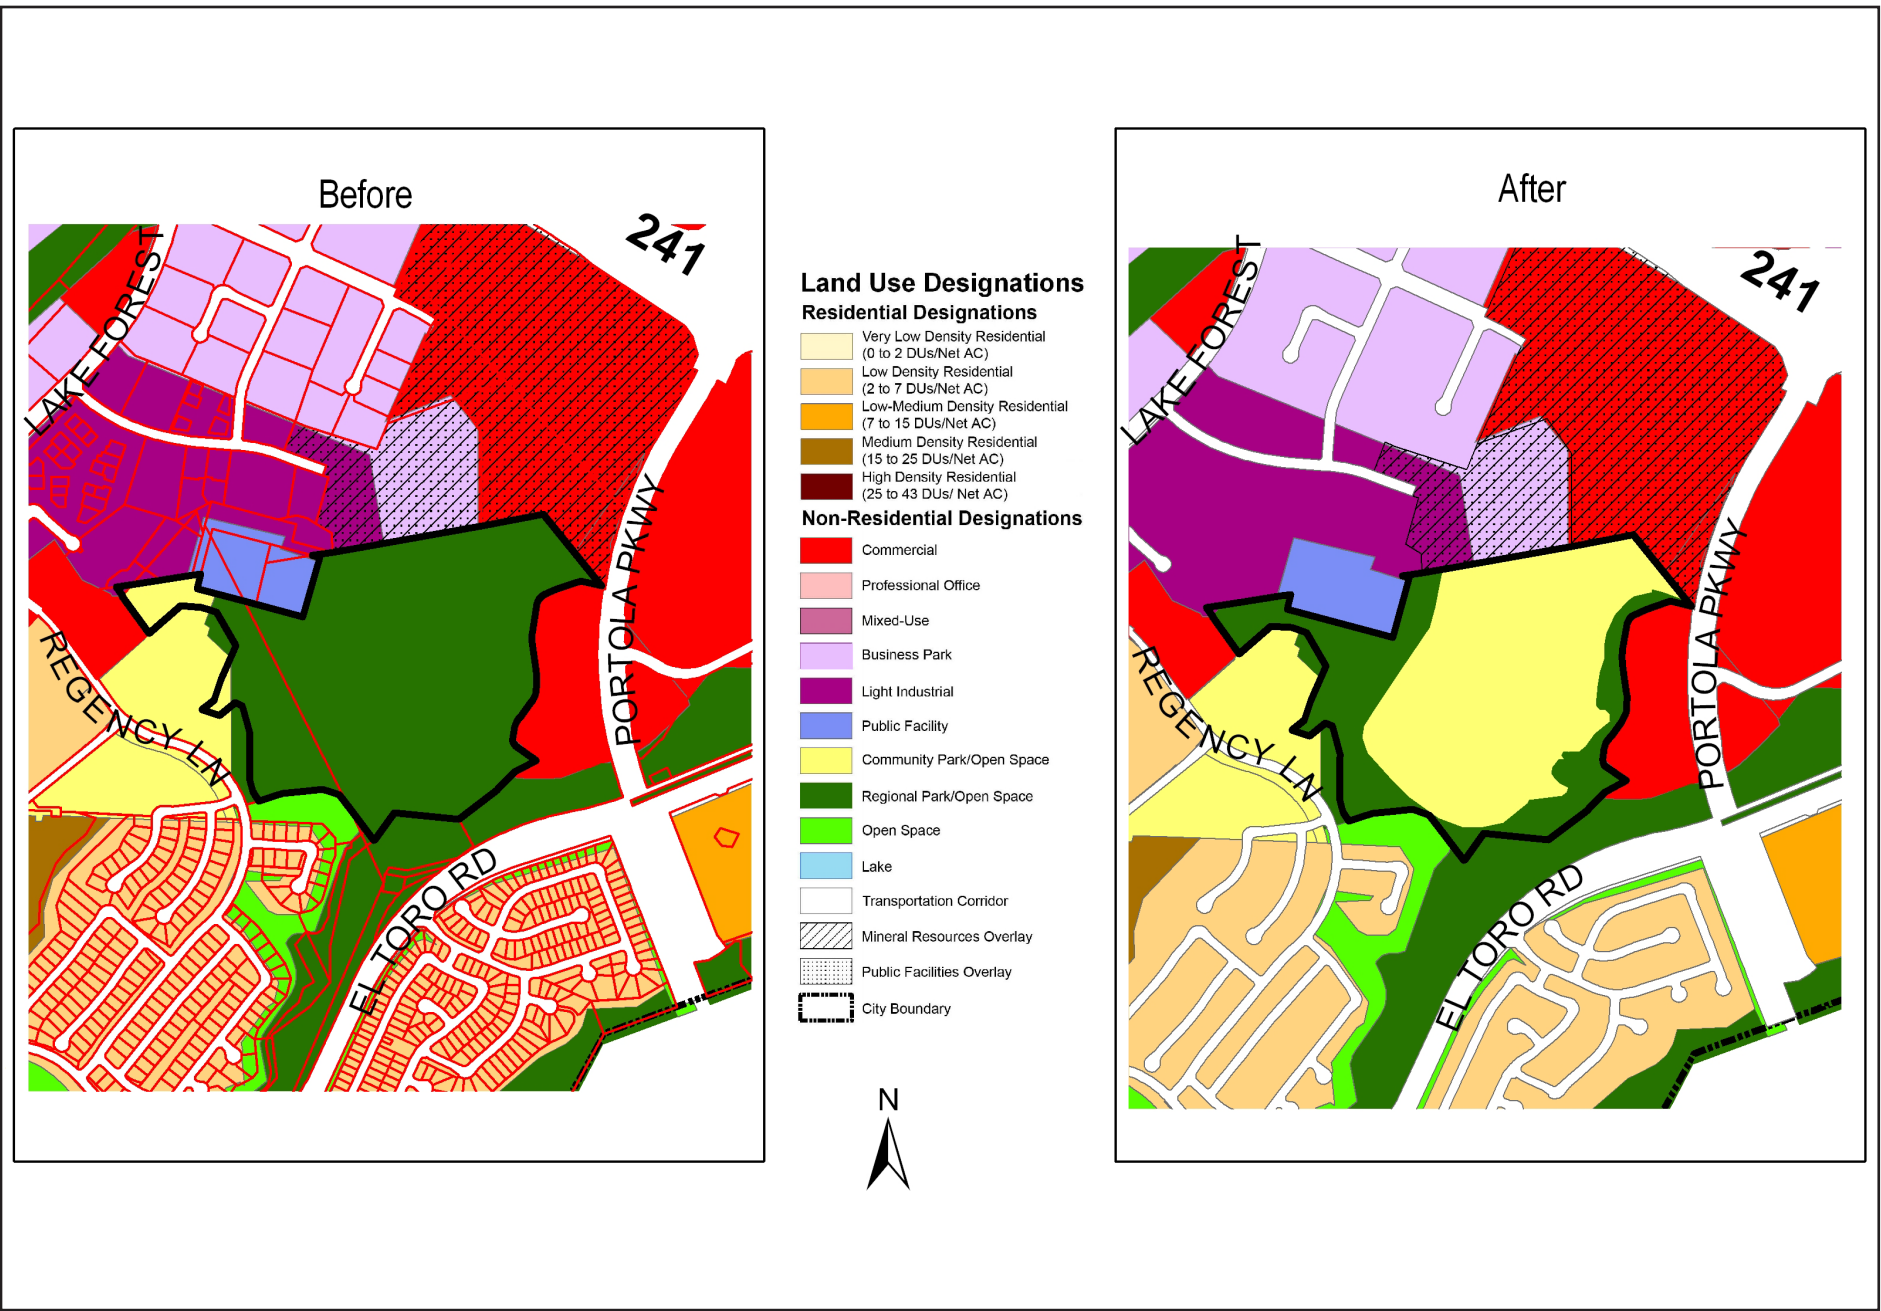 Before
241
LAKE FOREST
PORTOLA PKWY
REGENCY LN
EL TORO RD
Land Use Designations
Residential Designations
Very Low Density Residential
(0 to 2 DUs/Net AC)
Low Density Residential
(2 to 7 DUs/Net AC)
Low-Medium Density Residential
(7 to 15 DUs/Net AC)
Medium Density Residential
(15 to 25 DUs/Net AC)
High Density Residential
(25 to 43 DUs/ Net AC)
Non-Residential Designations
Commercial
Professional Office
Mixed-Use
Business Park
Light Industrial
Public Facility
Community Park/Open Space
Regional Park/Open Space
Open Space
Lake
Transportation Corridor
Mineral Resources Overlay
Public Facilities Overlay
City Boundary
N
After
241
LAKE FOREST
PORTOLA PKWY
REGENCY LN
EL TORO RD